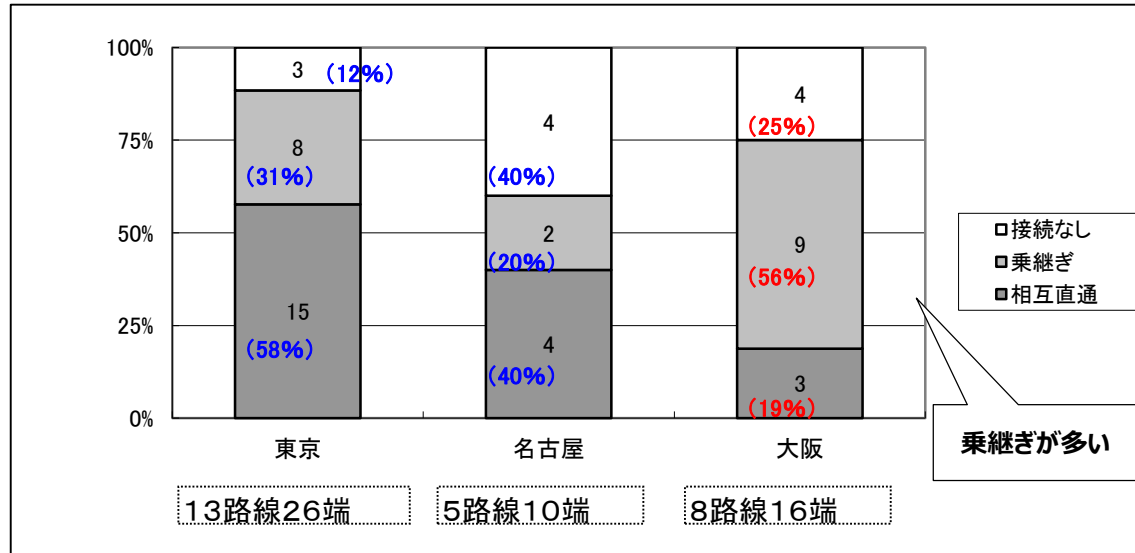 100%
75%
50%
25%
0%
3
（12%）
8
（31%）
15
（58%）
4
（40%）
2
（20%）
4
（40%）
4
（25%）
9
（56%）
3
（19%）
東京
名古屋
大阪
13路線26端
5路線10端
8路線16端
接続なし
乗継ぎ
相互直通
乗継ぎが多い